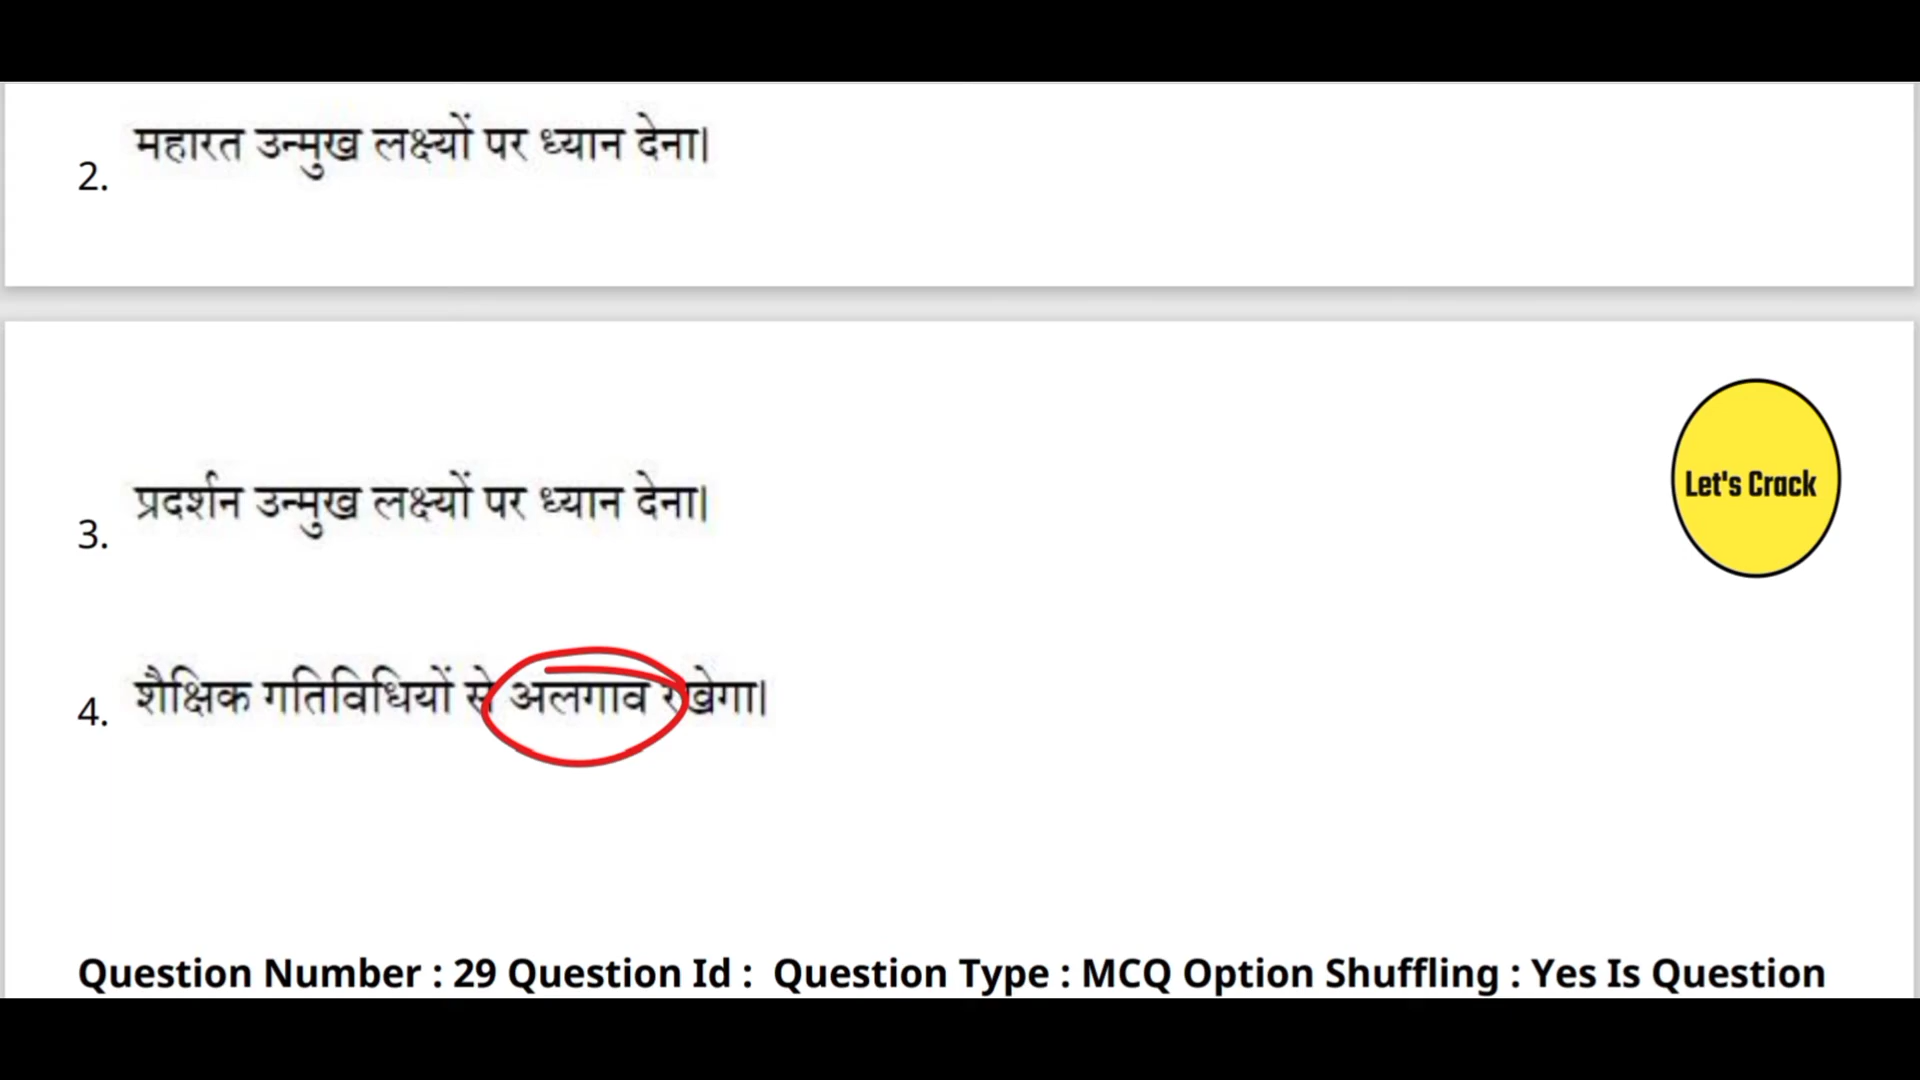 2. महारत उन्मुख लक्ष्यों पर ध्यान देना|
Let's Crack
3. प्रदर्शन उन्मुख लक्ष्यों पर ध्यान देना|
4. शैक्षिक गतिविधियों से अलगाव रखेगा|
Question Number : 29 Question Id : Question Type : MCQ Option Shuffling : Yes Is Question